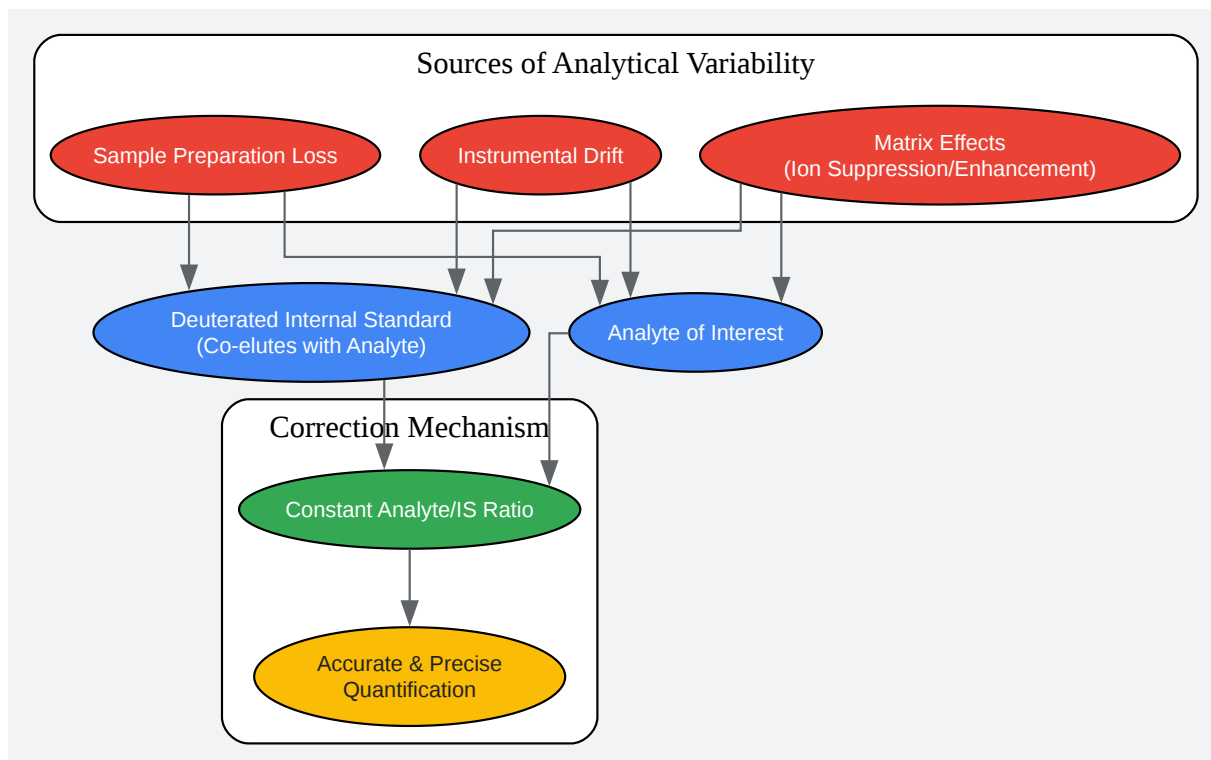 Sources of Analytical Variability
Sample Preparation Loss
Instrumental Drift
Matrix Effects
(Ion Suppression/Enhancement)
Deuterated Internal Standard
(Co-elutes with Analyte)
Analyte of Interest
Correction Mechanism
Constant Analyte/IS Ratio
Accurate & Precise
Quantification